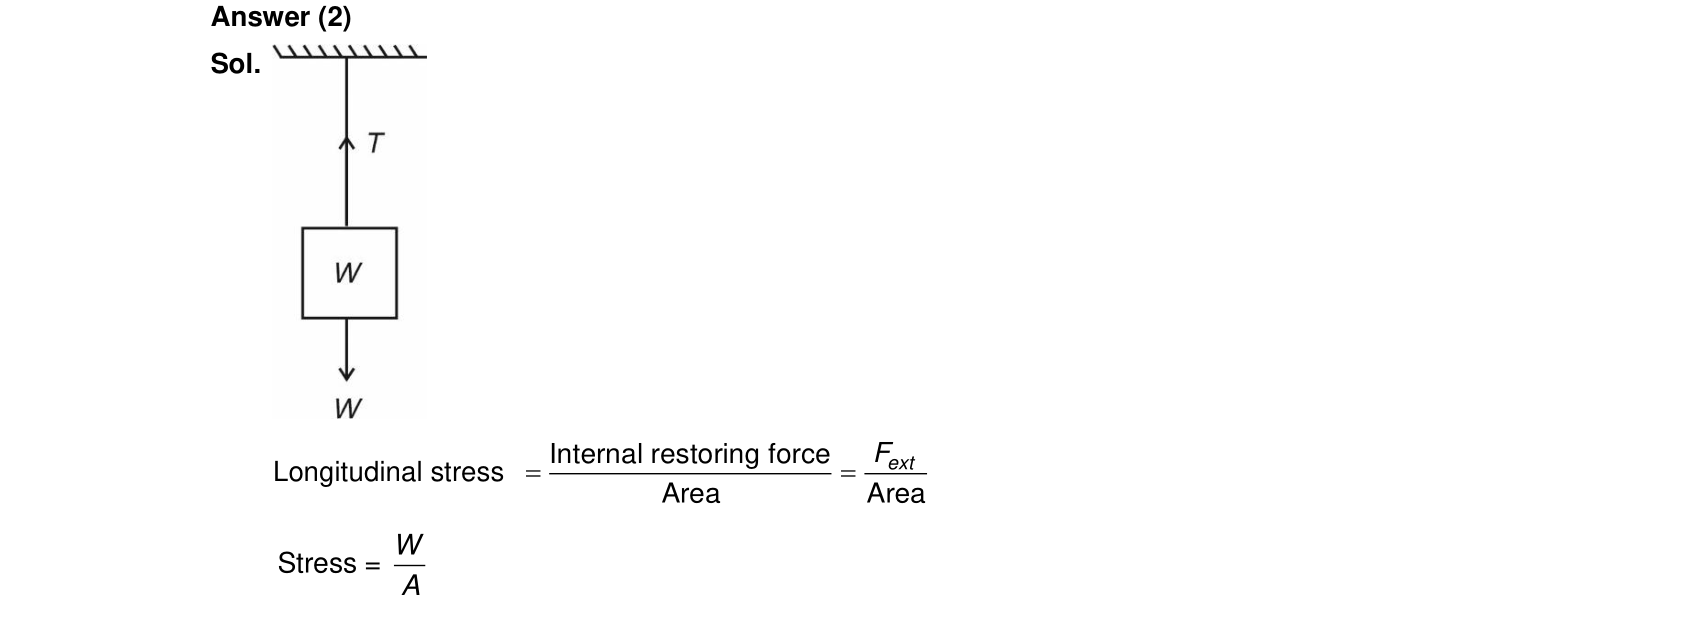 Answer (2)
Sol.
T
W
W
Longitudinal stress = Internal restoring force / Area = F_ext / Area
Stress = W / A